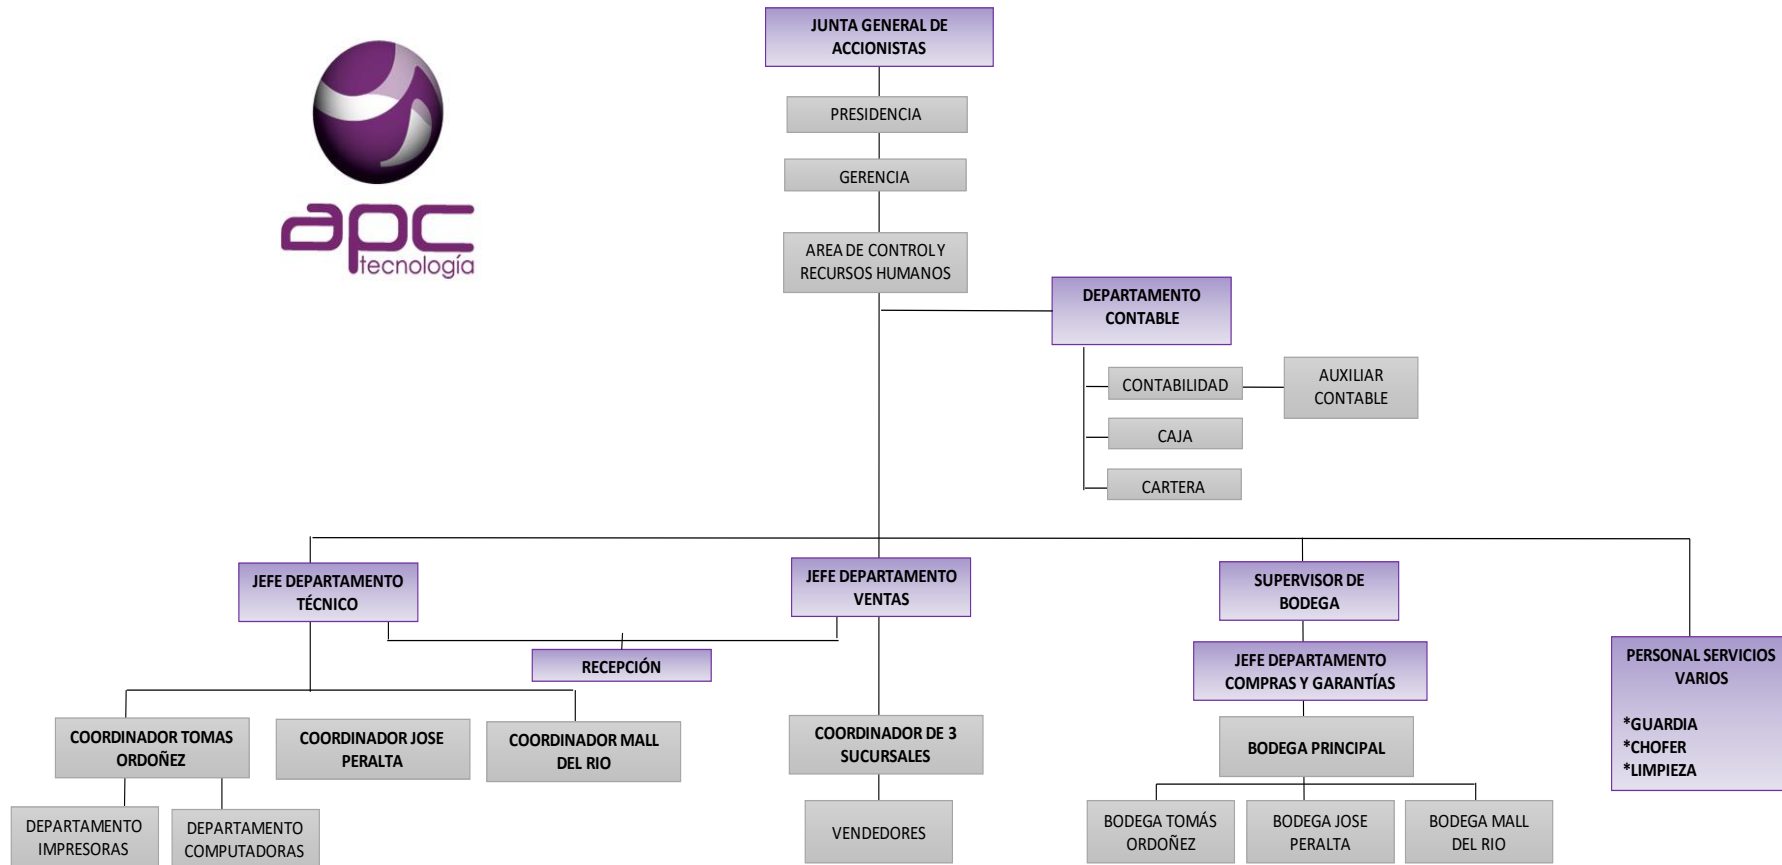 JUNTA GENERAL DE
ACCIONISTAS
PRESIDENCIA
GERENCIA
apc
tecnología
AREA DE CONTROL Y
RECURSOS HUMANOS
DEPARTAMENTO
CONTABLE
CONTABILIDAD
AUXILIAR
CONTABLE
CAJA
CARTERA
JEFE DEPARTAMENTO
TÉCNICO
JEFE DEPARTAMENTO
VENTAS
SUPERVISOR DE
BODEGA
RECEPCIÓN
JEFE DEPARTAMENTO
COMPRAS Y GARANTÍAS
PERSONAL SERVICIOS
VARIOS
*GUARDIA
*CHOFER
*LIMPIEZA
COORDINADOR TOMAS
ORDOÑEZ
COORDINADOR JOSE
PERALTA
COORDINADOR MALL
DEL RIO
COORDINADOR DE 3
SUCURSALES
BODEGA PRINCIPAL
DEPARTAMENTO
IMPRESORAS
DEPARTAMENTO
COMPUTADORAS
VENDEDORES
BODEGA TOMÁS
ORDOÑEZ
BODEGA JOSE
PERALTA
BODEGA MALL
DEL RIO